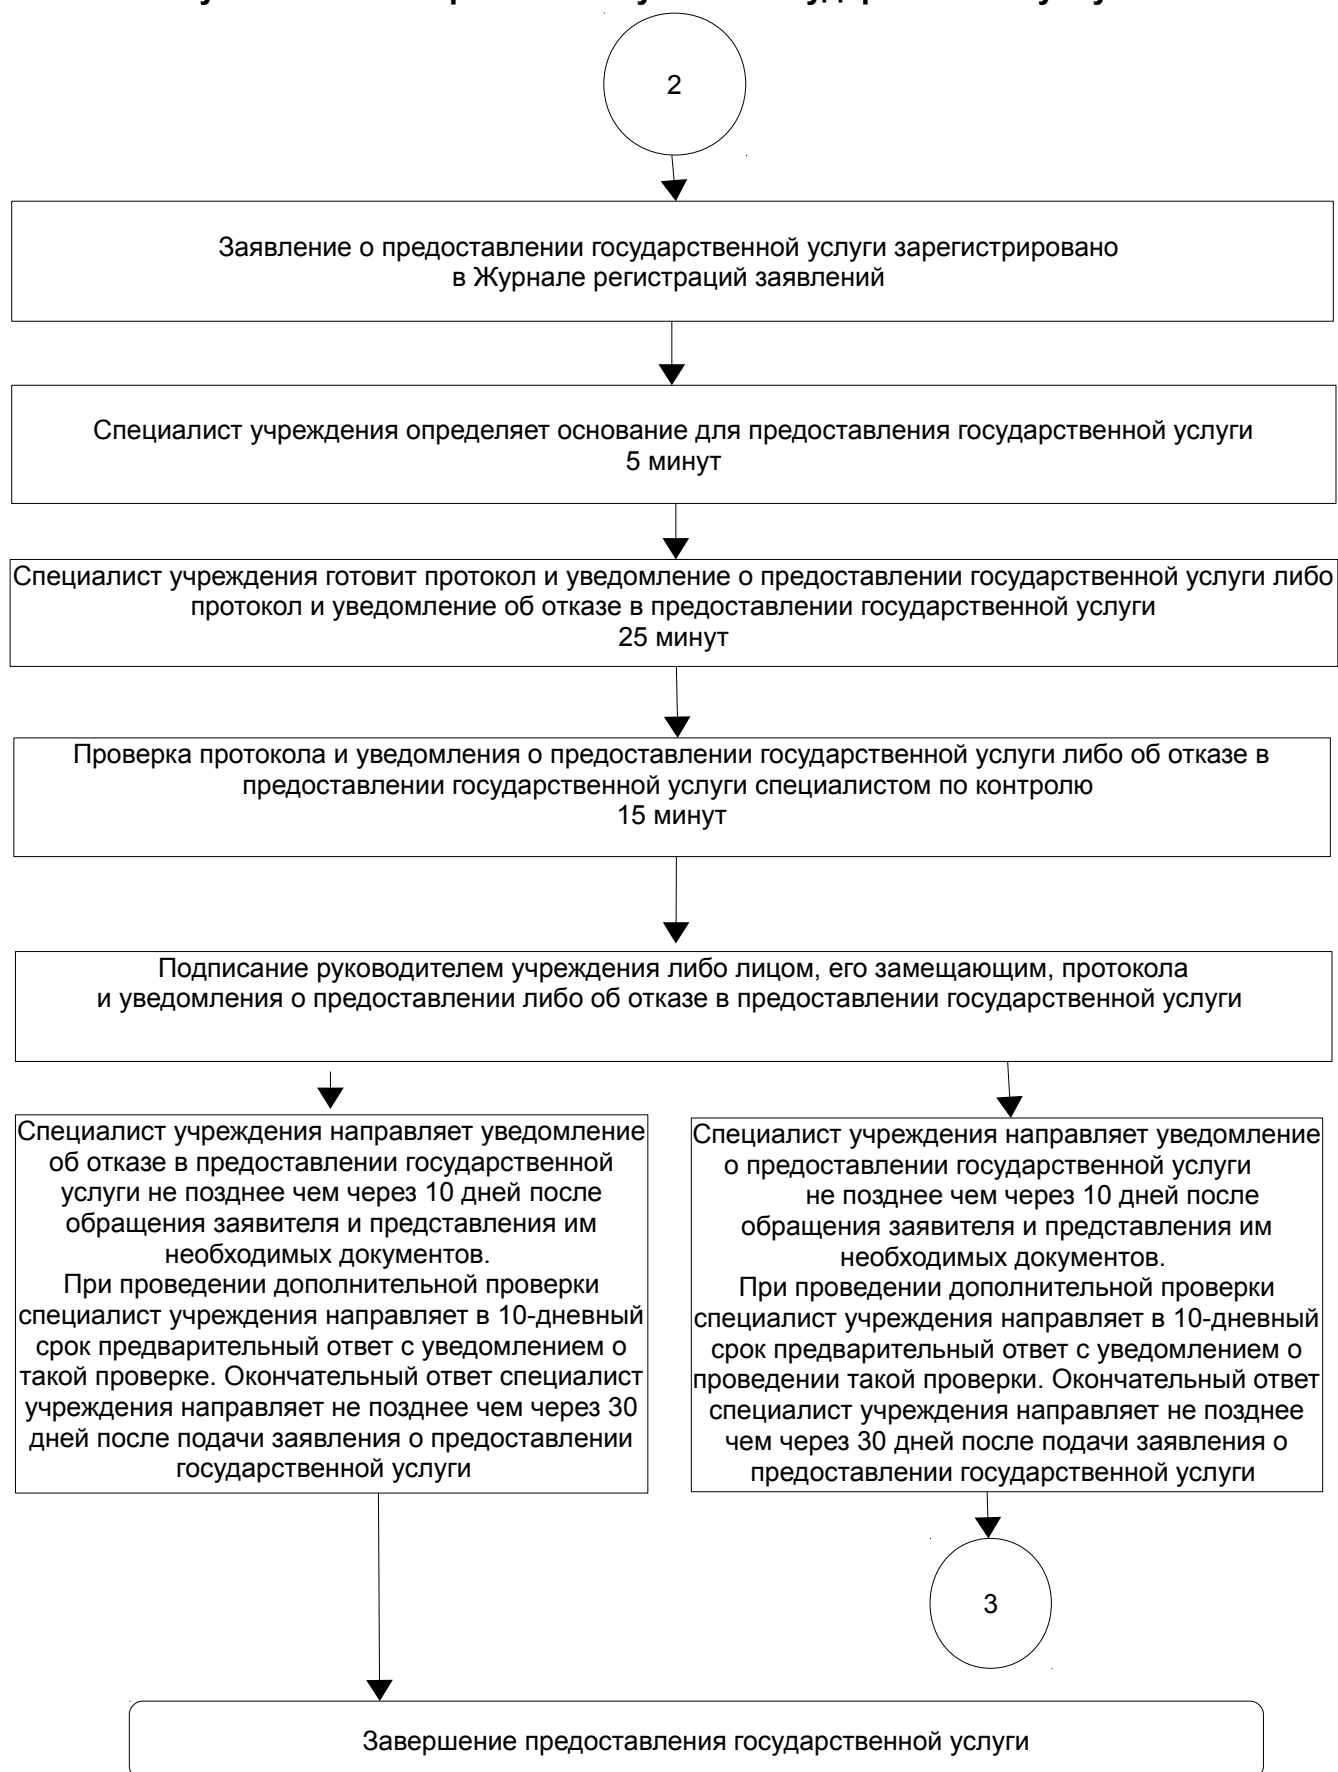 2
Заявление о предоставлении государственной услуги зарегистрировано
в Журнале регистраций заявлений
Специалист учреждения определяет основание для предоставления государственной услуги
5 минут
Специалист учреждения готовит протокол и уведомление о предоставлении государственной услуги либо
протокол и уведомление об отказе в предоставлении государственной услуги
25 минут
Проверка протокола и уведомления о предоставлении государственной услуги либо об отказе в
предоставлении государственной услуги специалистом по контролю
15 минут
Подписание руководителем учреждения либо лицом, его замещающим, протокола
и уведомления о предоставлении либо об отказе в предоставлении государственной услуги
Специалист учреждения направляет уведомление
об отказе в предоставлении государственной
услуги не позднее чем через 10 дней после
обращения заявителя и представления им
необходимых документов.
При проведении дополнительной проверки
специалист учреждения направляет в 10-дневный
срок предварительный ответ с уведомлением о
такой проверке. Окончательный ответ специалист
учреждения направляет не позднее чем через 30
дней после подачи заявления о предоставлении
государственной услуги
Специалист учреждения направляет уведомление
о предоставлении государственной услуги
не позднее чем через 10 дней после
обращения заявителя и представления им
необходимых документов.
При проведении дополнительной проверки
специалист учреждения направляет в 10-дневный
срок предварительный ответ с уведомлением о
проведении такой проверки. Окончательный ответ
специалист учреждения направляет не позднее
чем через 30 дней после подачи заявления о
предоставлении государственной услуги
3
Завершение предоставления государственной услуги